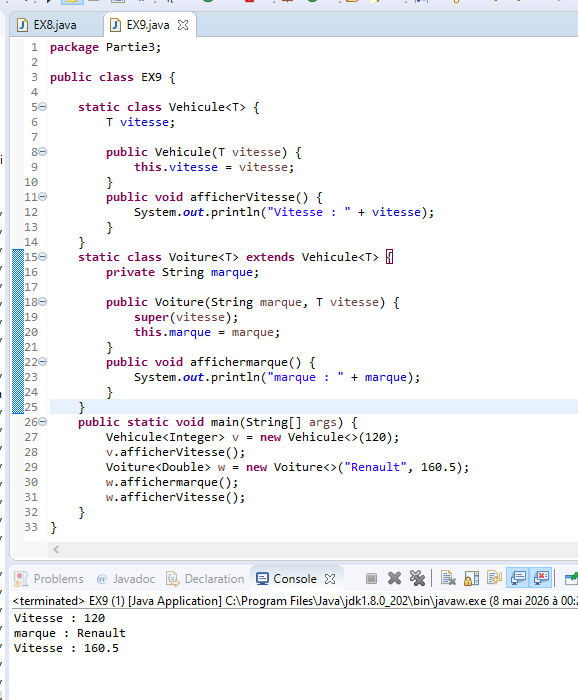 EX8.java EX9.java
1 package Partie3;
2
3 public class EX9 {
4
5 static class Vehicule<T> {
6 T vitesse;
7
8 public Vehicule(T vitesse) {
9 this.vitesse = vitesse;
10 }
11 public void afficherVitesse() {
12 System.out.println("Vitesse : " + vitesse);
13 }
14 }
15 static class Voiture<T> extends Vehicule<T> {
16 private String marque;
17
18 public Voiture(String marque, T vitesse) {
19 super(vitesse);
20 this.marque = marque;
21 }
22 public void affichermarque() {
23 System.out.println("marque : " + marque);
24 }
25 }
26 public static void main(String[] args) {
27 Vehicule<Integer> v = new Vehicule<>(120);
28 v.afficherVitesse();
29 Voiture<Double> w = new Voiture<>("Renault", 160.5);
30 w.affichermarque();
31 w.afficherVitesse();
32 }
33 }
Problems @ Javadoc Declaration Console
<terminated> EX9 (1) [Java Application] C:\Program Files\Java\jdk1.8.0_202\bin\javaw.exe (8 mai 2026 à 00:
Vitesse : 120
marque : Renault
Vitesse : 160.5